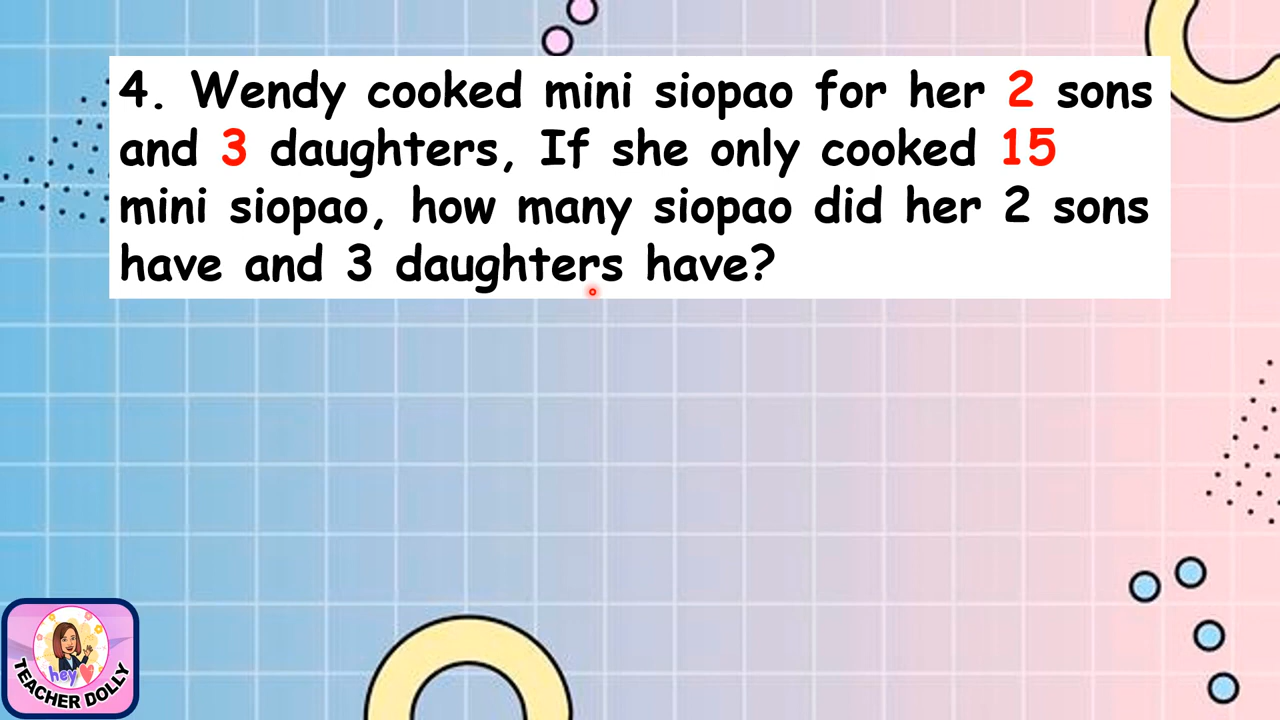 4. Wendy cooked mini siopao for her 2 sons
and 3 daughters, If she only cooked 15
mini siopao, how many siopao did her 2 sons
have and 3 daughters have?
hey
TEACHER DOLLY